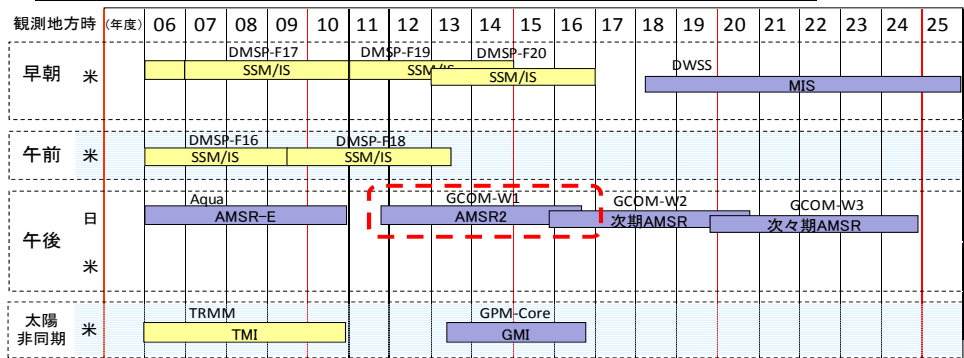 観測地方時 (年度) 06 07 08 09 10 11 12 13 14 15 16 17 18 19 20 21 22 23 24 25
DMSP-F17 DMSP-F19 DMSP-F20 DWSS
早朝 米 SSM/IS SSM/IS SSM/IS MIS
DMSP-F16 DMSP-F18
午前 米 SSM/IS SSM/IS
Aqua GCOM-W1 GCOM-W2 GCOM-W3
午後 日 AMSR-E AMSR2 次期AMSR 次々期AMSR
米
TRMM GPM-Core
太陽非同期 米 TMI GMI